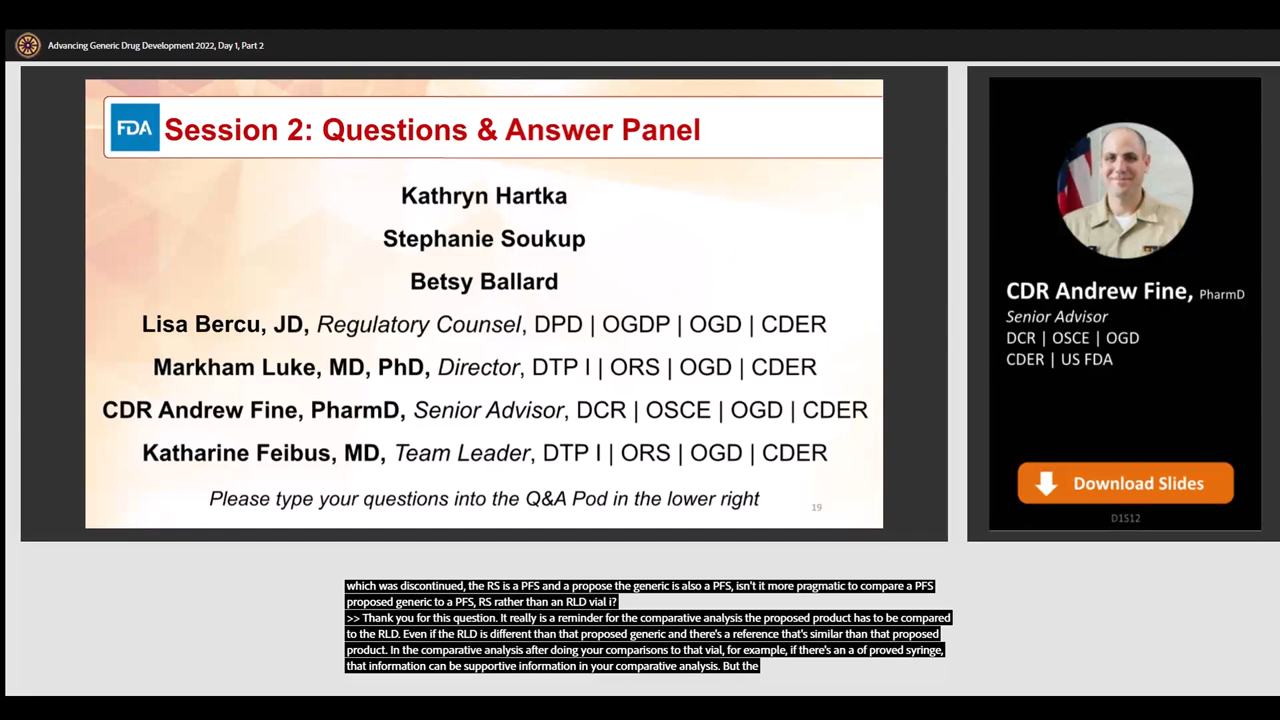 Advancing Generic Drug Development 2022, Day 1, Part 2
FDA
Session 2: Questions & Answer Panel
Kathryn Hartka
Stephanie Soukup
Betsy Ballard
Lisa Bercu, JD, Regulatory Counsel, DPD | OGDP | OGD | CDER
Markham Luke, MD, PhD, Director, DTP I | ORS | OGD | CDER
CDR Andrew Fine, PharmD, Senior Advisor, DCR | OSCE | OGD | CDER
Katharine Feibus, MD, Team Leader, DTP I | ORS | OGD | CDER
Please type your questions into the Q&A Pod in the lower right
19
CDR Andrew Fine, PharmD
Senior Advisor
DCR | OSCE | OGD
CDER | US FDA
Download Slides
D1S12
which was discontinued, the RS is a PFS and a propose the generic is also a PFS, isn't it more pragmatic to compare a PFS
proposed generic to a PFS, RS rather than an RLD vial i?
>> Thank you for this question. It really is a reminder for the comparative analysis the proposed product has to be compared
to the RLD. Even if the RLD is different than that proposed generic and there's a reference that's similar than that proposed
product. In the comparative analysis after doing your comparisons to that vial, for example, if there's an a of proved syringe,
that information can be supportive information in your comparative analysis. But the